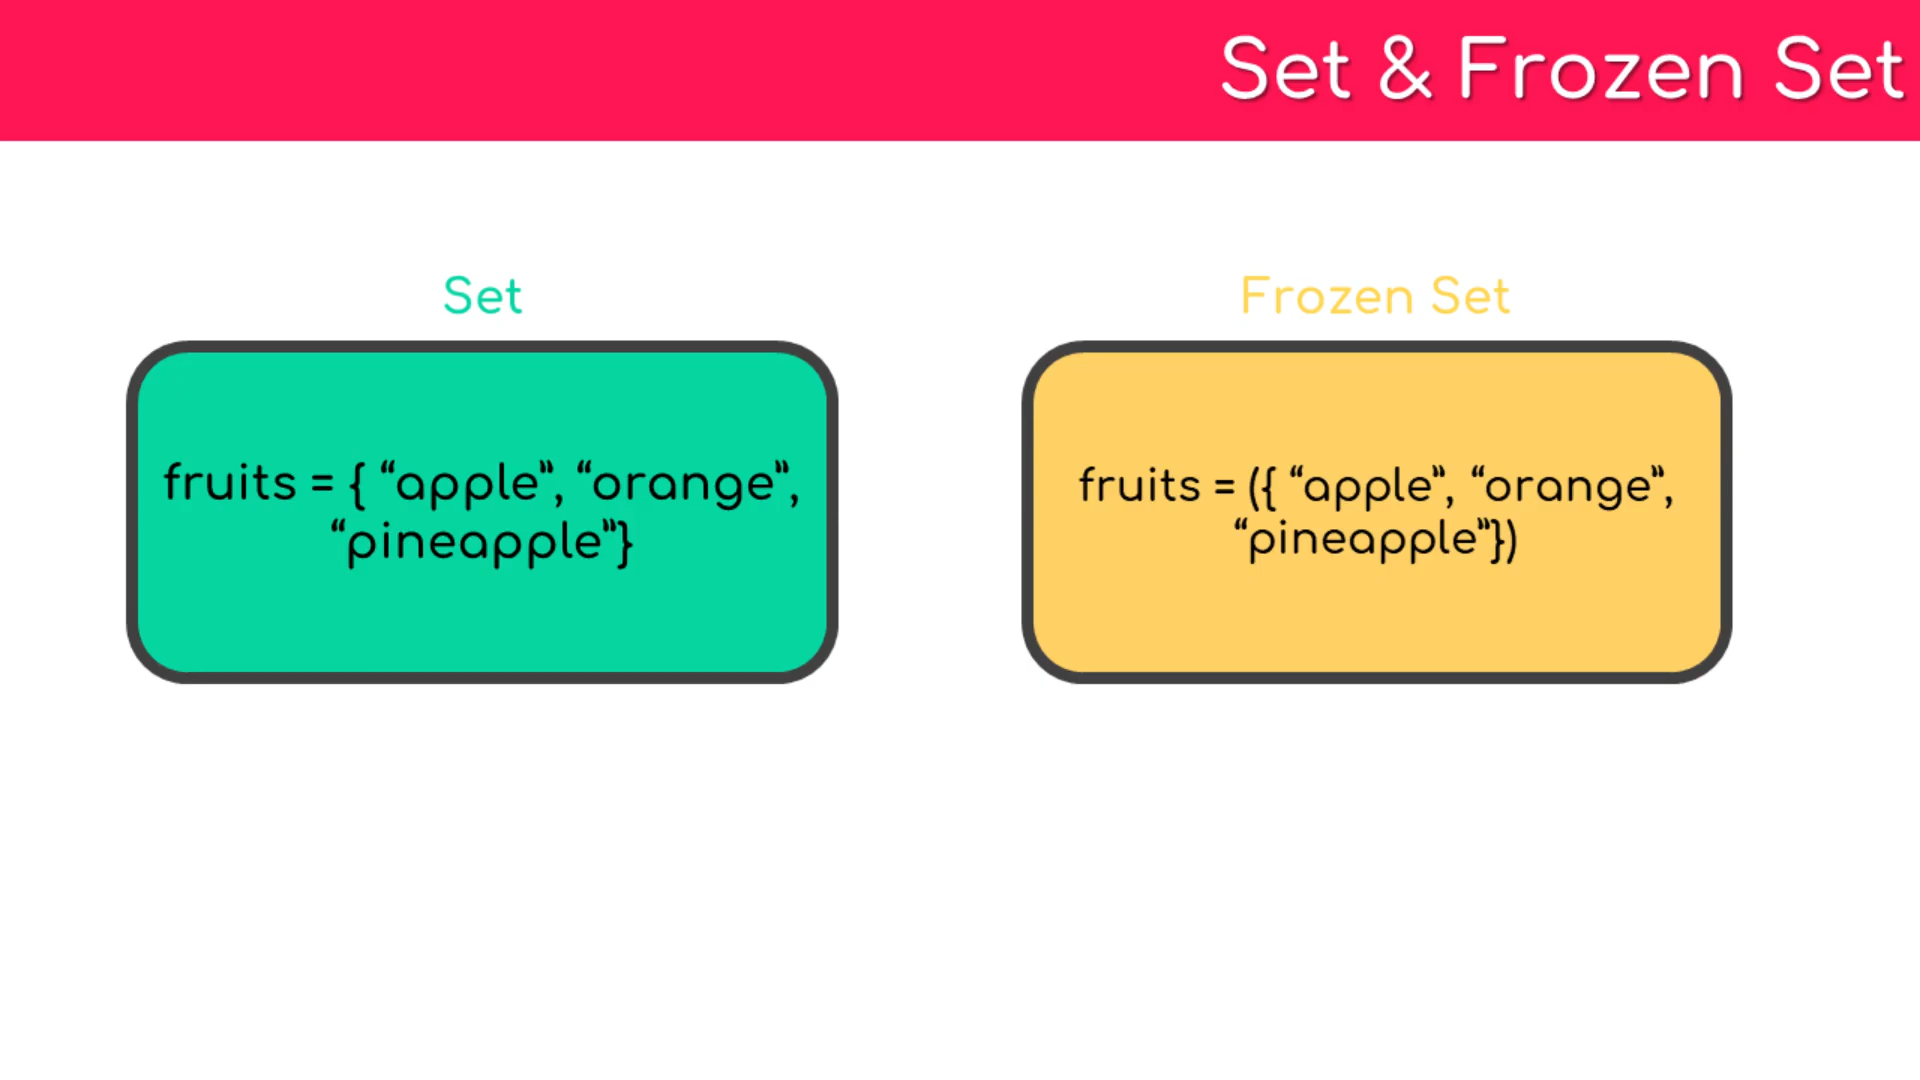 Set & Frozen Set
Set
fruits = { “apple”, “orange”,
“pineapple”}
Frozen Set
fruits = ({ “apple”, “orange”,
“pineapple”})